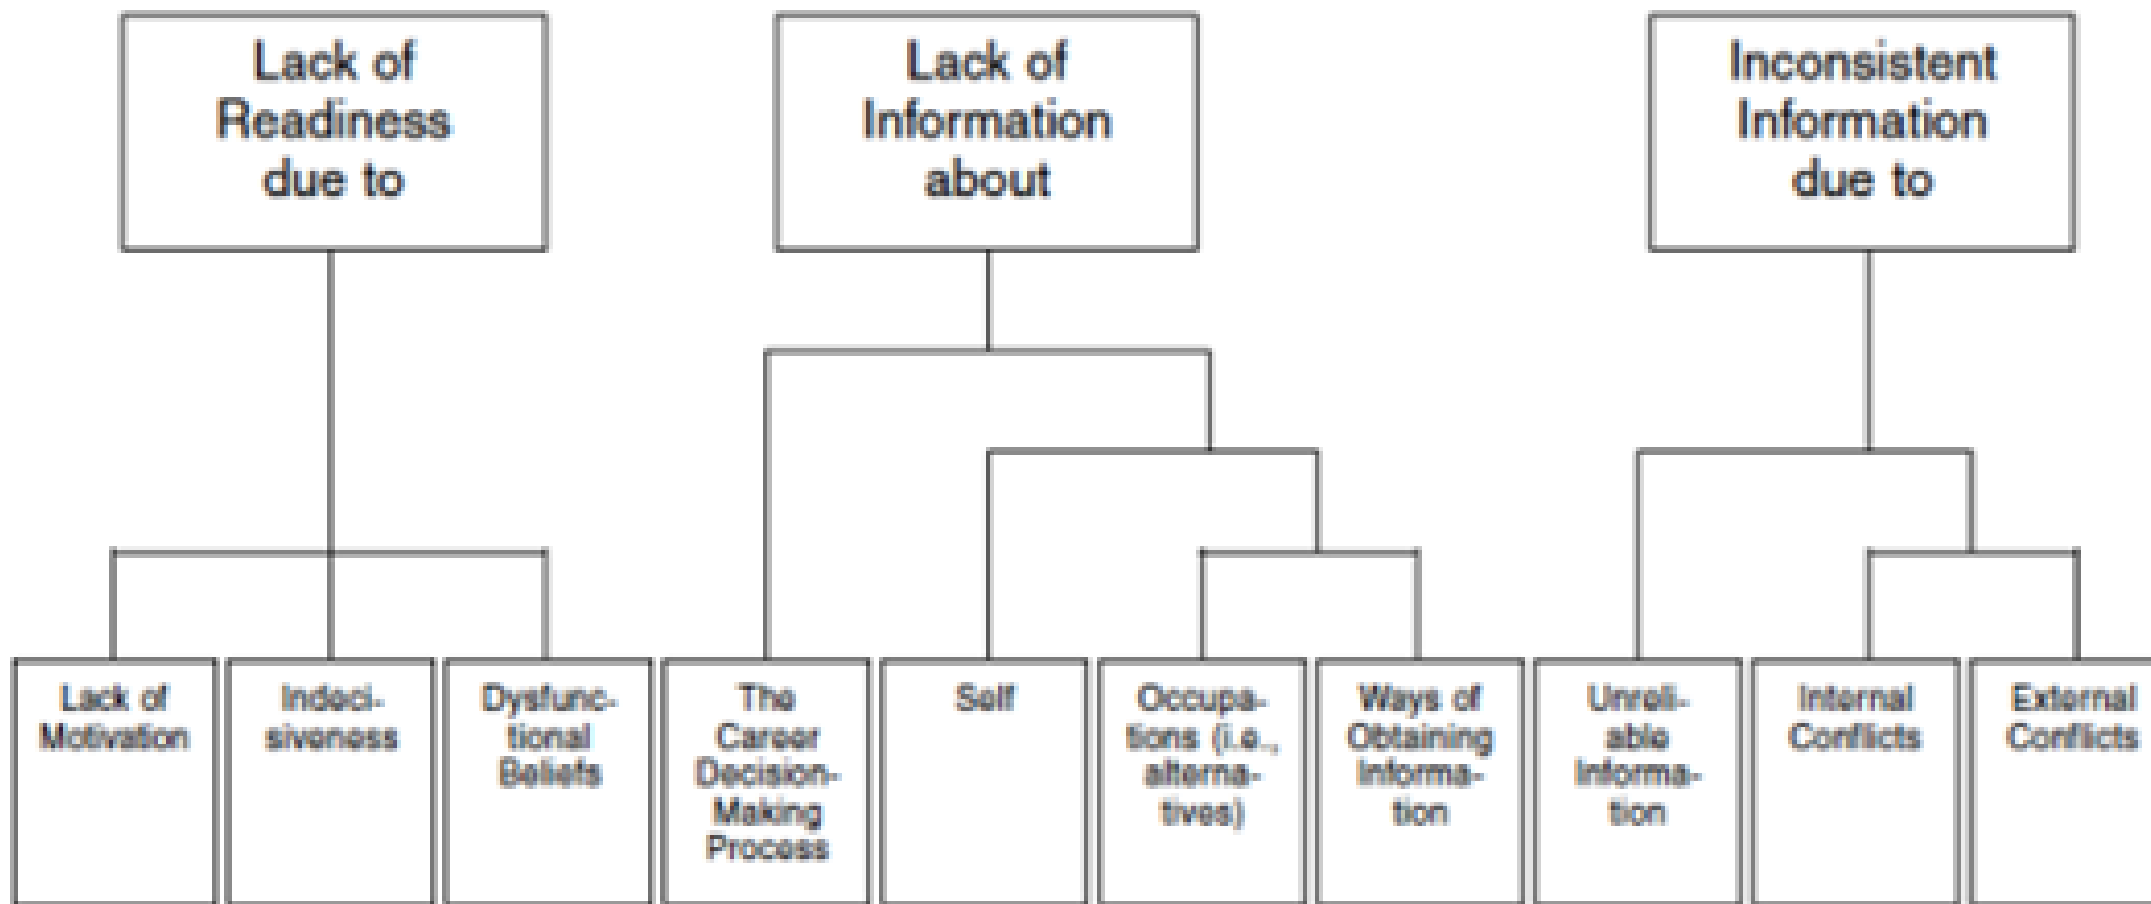 Lack of
Readiness
due to
Lack of
Information
about
Inconsistent
Information
due to
Lack of
Motivation
Indeci-
siveness
Dysfunc-
tional
Beliefs
The
Career
Decision-
Making
Process
Self
Occupa-
tions (i.e.,
alterna-
tives)
Ways of
Obtaining
Informa-
tion
Unreli-
able
Informa-
tion
Internal
Conflicts
External
Conflicts